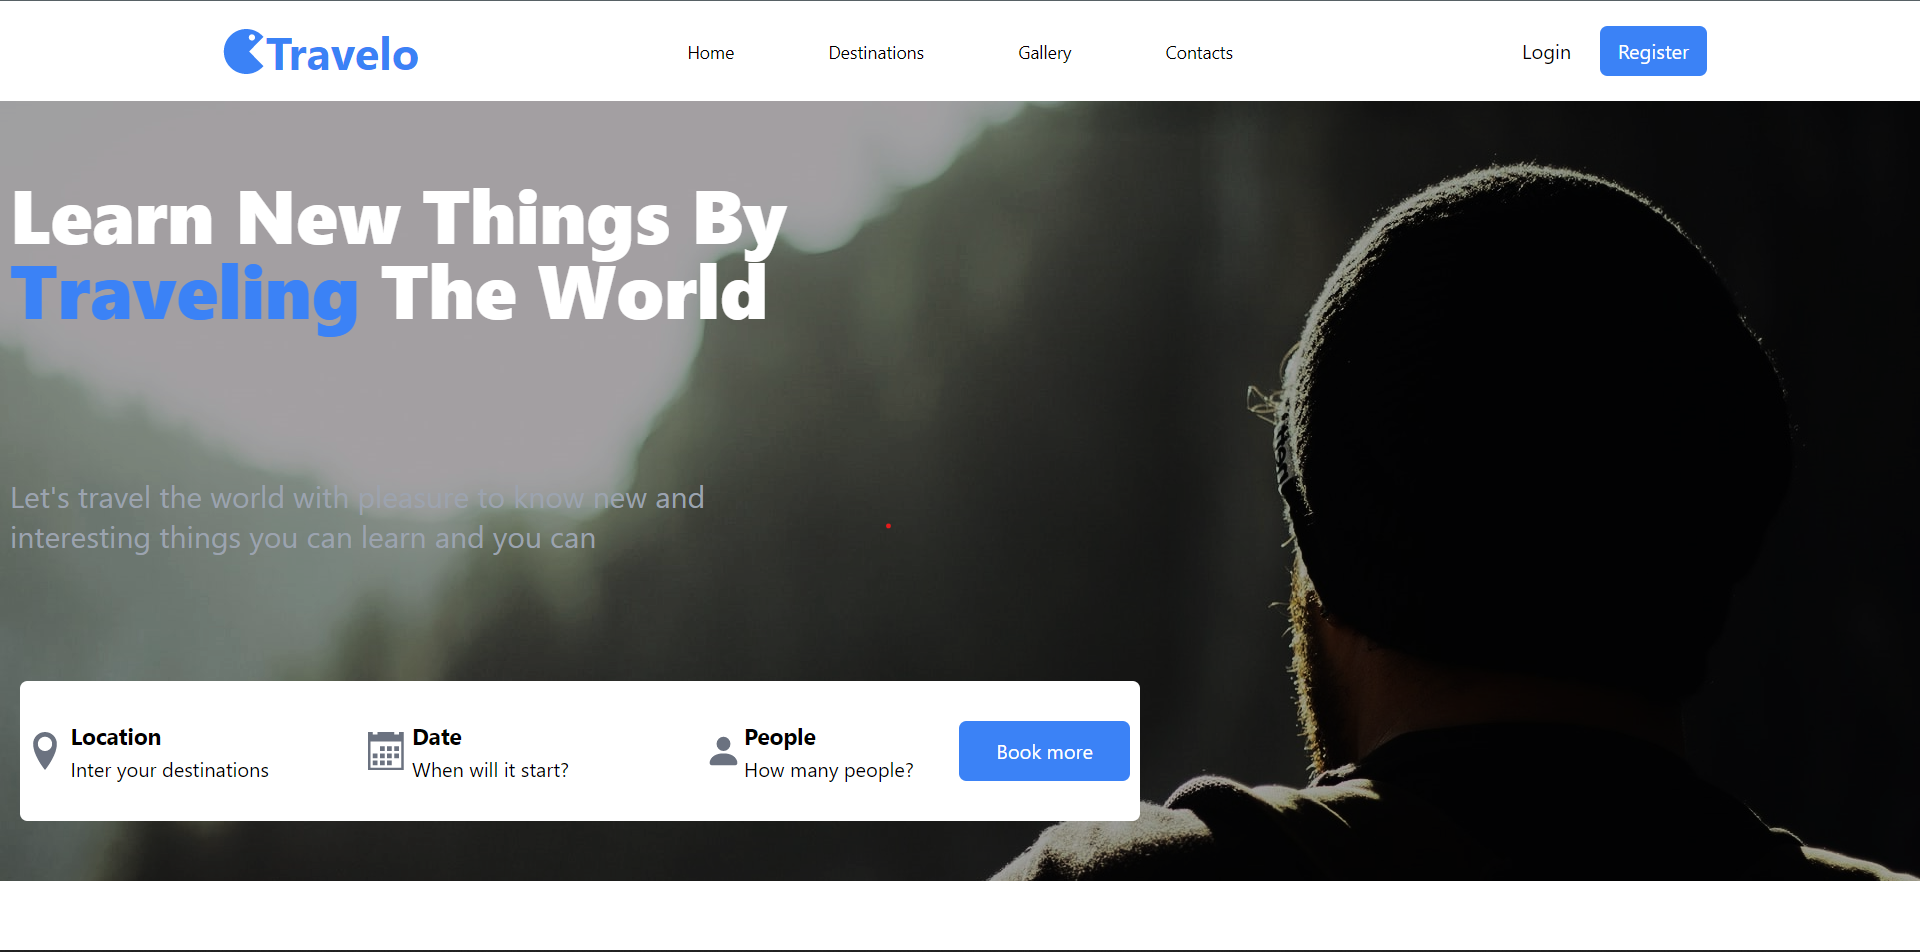 Travelo
Home
Destinations
Gallery
Contacts
Login
Register
Learn New Things By
Traveling The World
Let's travel the world with pleasure to know new and
interesting things you can learn and you can
Location
Inter your destinations
Date
When will it start?
People
How many people?
Book more